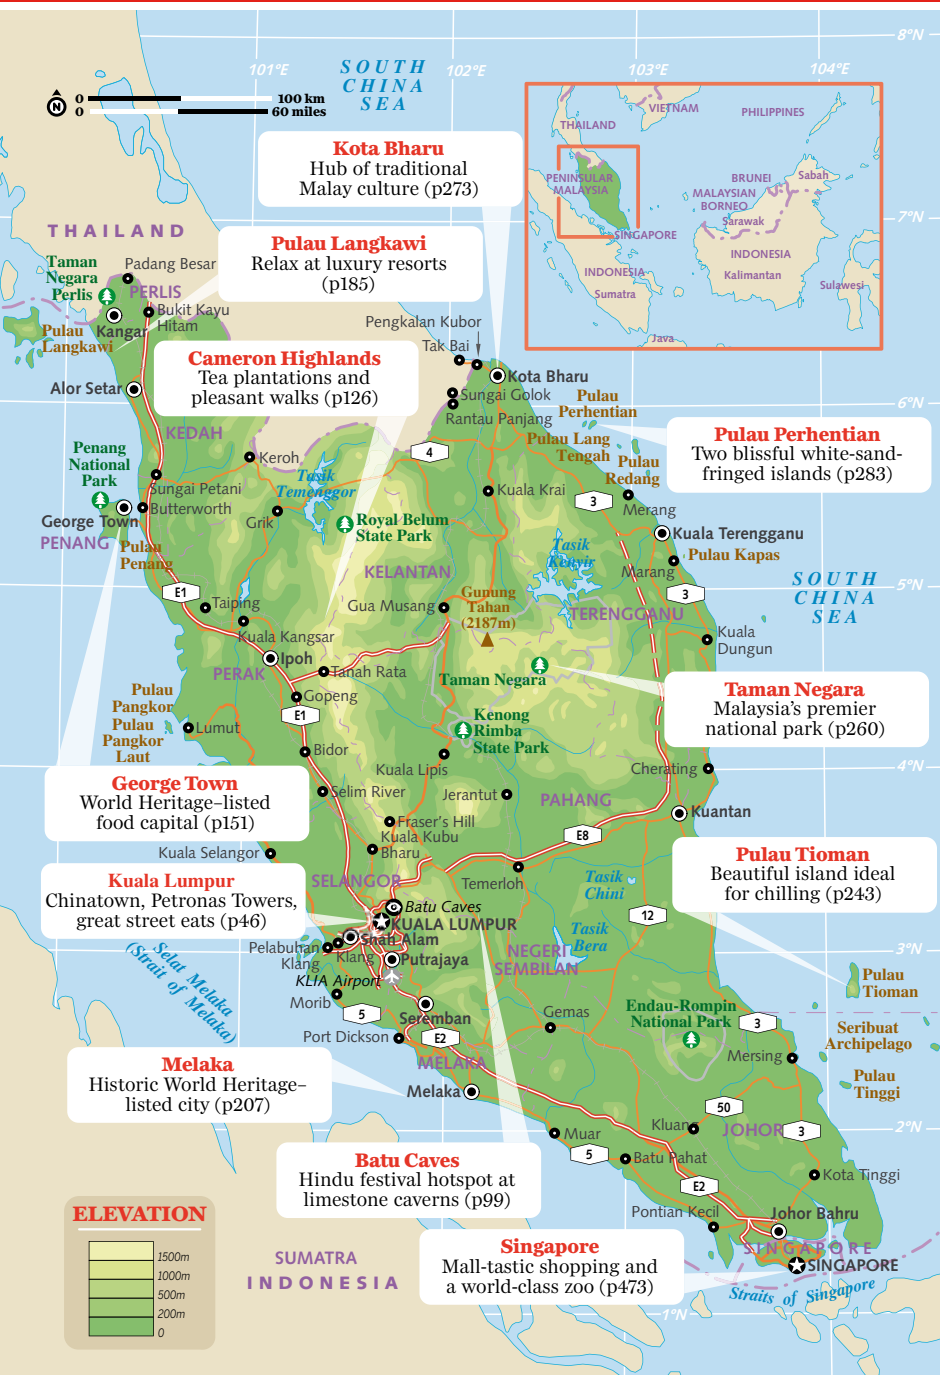 8°N
101°E
102°E
103°E
104°E
SOUTH
CHINA
SEA
N
0
100 km
0
60 miles
VIETNAM
PHILIPPINES
THAILAND
PENINSULAR
MALAYSIA
BRUNEI
Sabah
MALAYSIAN
BORNEO
Sarawak
SINGAPORE
INDONESIA
Kalimantan
INDONESIA
Sumatra
Sulawesi
Java
Kota Bharu
Hub of traditional
Malay culture (p273)
7°N
THAILAND
Pulau Langkawi
Relax at luxury resorts
(p185)
Taman
Negara
Perlis
Padang Besar
PERLIS
Bukit Kayu
Hitam
Kangar
Pulau
Langkawi
Pengkalan Kubor
Tak Bai
Cameron Highlands
Tea plantations and
pleasant walks (p126)
Kota Bharu
Alor Setar
Sungai Golok
Rantau Panjang
Pulau
Perhentian
6°N
Pulau Perhentian
Two blissful white-sand-
fringed islands (p283)
KEDAH
Pulau Lang
Tengah
Penang
National
Park
Keroh
4
Pulau
Redang
Tasik
Temenggor
Sungai Petani
Kuala Krai
3
Merang
Butterworth
George Town
Grik
Royal Belum
State Park
PENANG
Pulau
Penang
Kuala Terengganu
Tasik
Kenyir
Pulau Kapas
Marang
KELANTAN
SOUTH
CHINA
SEA
5°N
E1
Taiping
Gua Musang
Gunung
Tahan
(2187m)
TERENGGANU
3
Kuala Kangsar
Kuala
Dungun
Ipoh
PERAK
Tanah Rata
Taman Negara
Gopeng
Pulau
Pangkor
Pulau
Pangkor
Laut
E1
Lumut
Kenong
Rimba
State Park
Taman Negara
Malaysia's premier
national park (p260)
Bidor
Kuala Lipis
Cherating
4°N
George Town
World Heritage–listed
food capital (p151)
Selim River
Jerantut
PAHANG
Kuantan
Fraser's Hill
Kuala Kubu
Bharu
E8
Kuala Selangor
Pulau Tioman
Beautiful island ideal
for chilling (p243)
Kuala Lumpur
Chinatown, Petronas Towers,
great street eats (p46)
SELANGOR
Temerloh
Tasik
Chini
Batu Caves
KUALA LUMPUR
12
Shah Alam
Pelabuhan
Klang
Klang
Putrajaya
NEGERI
SEMBILAN
Tasik
Bera
3°N
Selat Melaka
(Strait of Melaka)
KLIA Airport
Morib
Pulau
Tioman
5
Seremban
Gemas
Endau-Rompin
National Park
3
Port Dickson
E2
Seribuat
Archipelago
Melaka
Historic World Heritage–
listed city (p207)
MELAKA
Mersing
Pulau
Tinggi
Melaka
50
Kluang
JOHOR
3
2°N
Muar
Batu Caves
Hindu festival hotspot at
limestone caverns (p99)
5
Batu Pahat
Kota Tinggi
E2
ELEVATION
1500m
1000m
500m
200m
0
Pontian Kecil
Johor Bahru
SUMATRA
INDONESIA
Singapore
Mall-tastic shopping and
a world-class zoo (p473)
SINGAPORE
SINGAPORE
Straits of Singapore
1°N